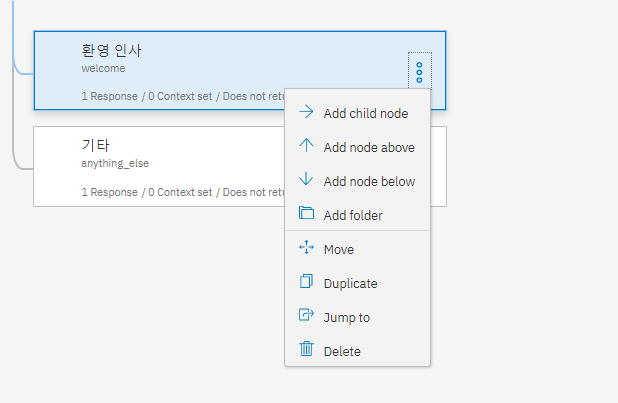 환영 인사
welcome
1 Response / 0 Context set / Does not retu
Add child node
기타
Add node above
anything_else
Add node below
1 Response / 0 Context set / Does not retu
Add folder
Move
Duplicate
Jump to
Delete